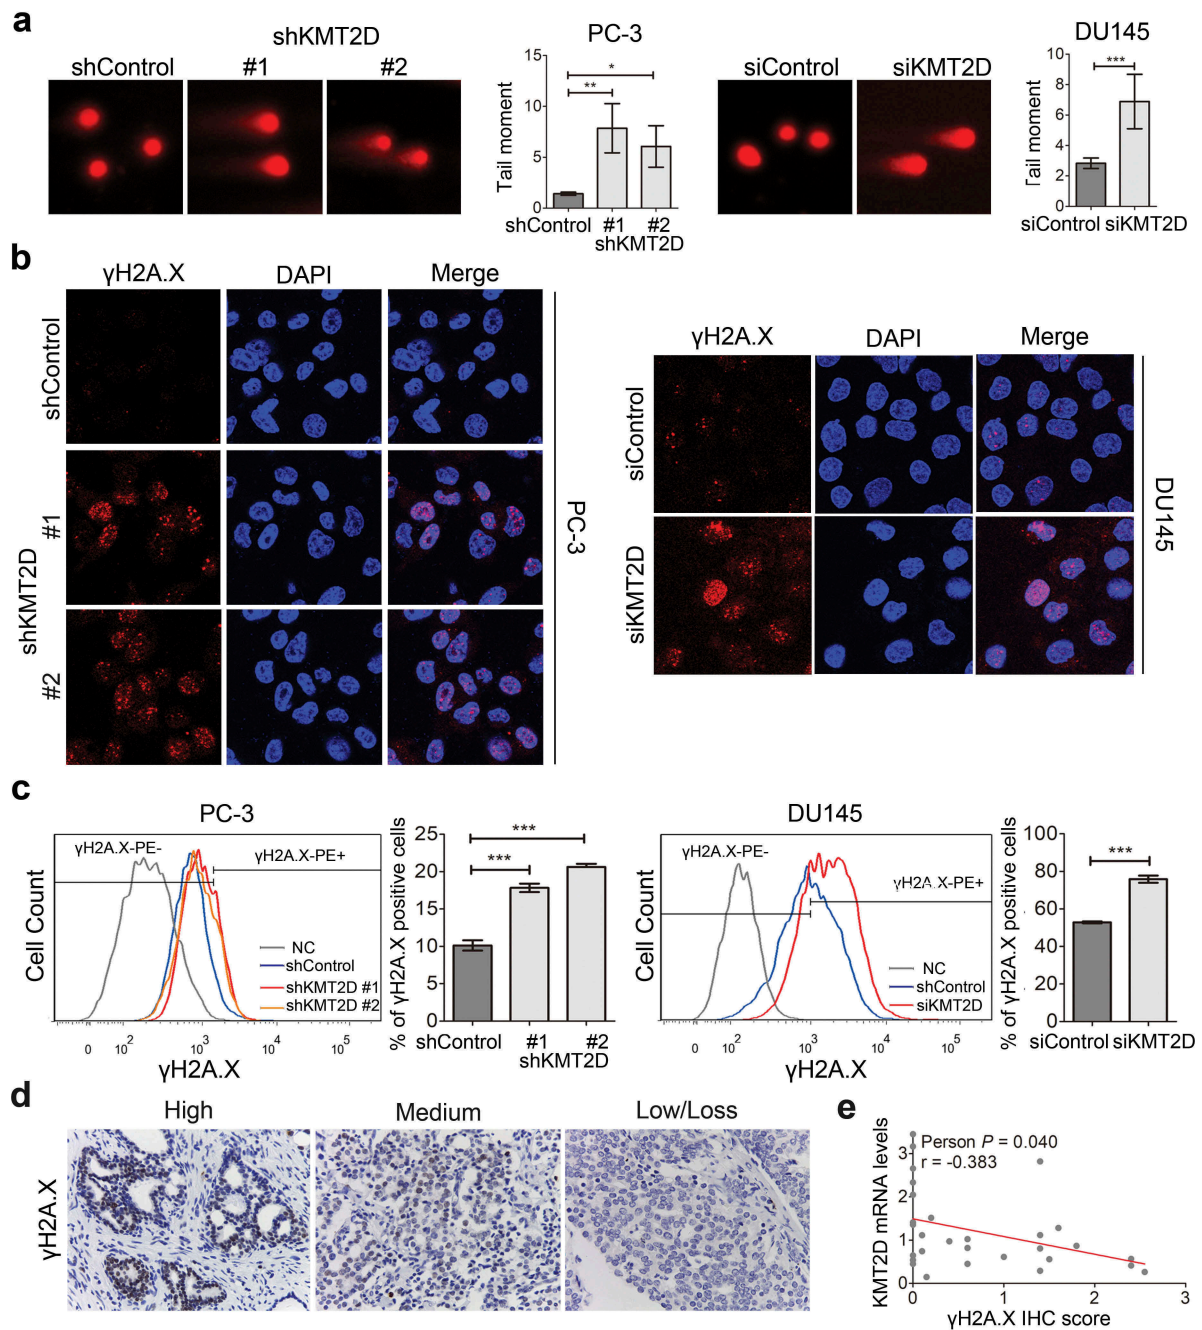 a
shKMT2D
shControl #1 #2
PC-3
15
10
5
0
Tail moment
*
**
shControl #1 #2
shKMT2D
siControl siKMT2D
DU145
10
8
6
4
2
0
Tail moment
***
siControl siKMT2D
b
γH2A.X DAPI Merge
shControl
#1
shKMT2D
#2
PC-3
γH2A.X DAPI Merge
siControl
siKMT2D
DU145
c
PC-3
γH2A.X-PE-
γH2A.X-PE+
Cell Count
NC
shControl
shKMT2D #1
shKMT2D #2
0 10² 10³ 10⁴ 10⁵
γH2A.X
% of γH2A.X positive cells
25
20
15
10
5
0
***
***
shControl #1 #2
shKMT2D
DU145
γH2A.X-PE-
γH2A.X-PE+
Cell Count
NC
shControl
siKMT2D
0 10² 10³ 10⁴ 10⁵
γH2A.X
% of γH2A.X positive cells
100
80
60
40
20
0
***
siControl siKMT2D
d
High Medium Low/Loss
γH2A.X
e
KMT2D mRNA levels
3
2
1
0
Person P = 0.040
r = -0.383
0 1 2 3
γH2A.X IHC score